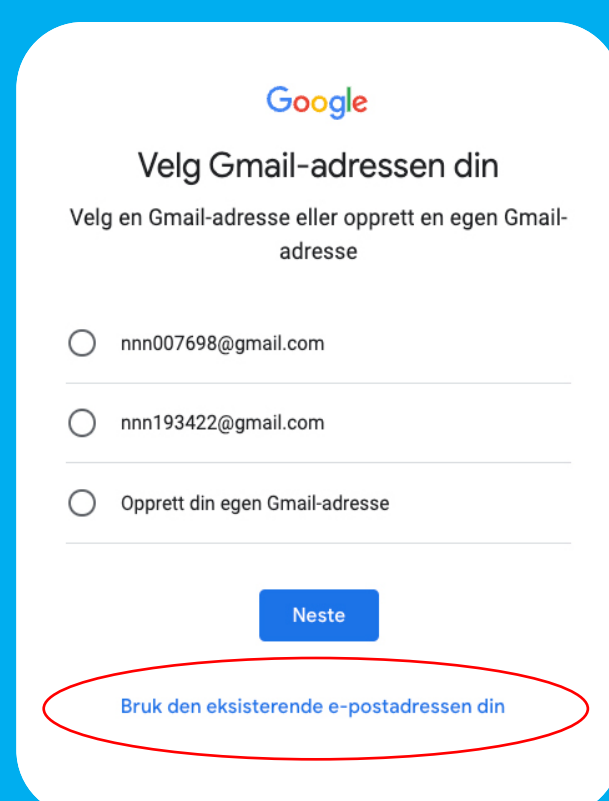 Google
Velg Gmail-adressen din
Velg en Gmail-adresse eller opprett en egen Gmail-
adresse
nnn007698@gmail.com
nnn193422@gmail.com
Opprett din egen Gmail-adresse
Neste
Bruk den eksisterende e-postadressen din